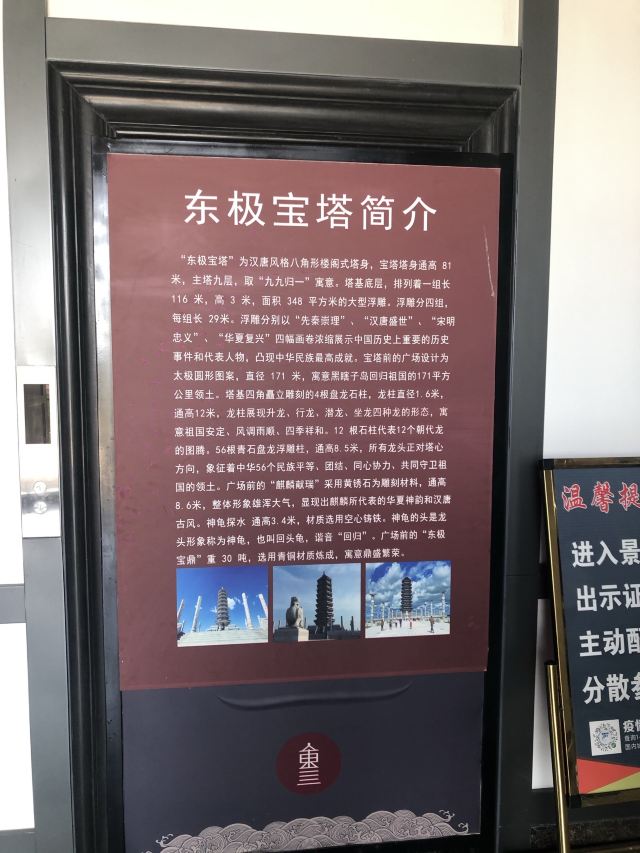 东极宝塔简介
“东极宝塔”为汉唐风格八角形楼阁式塔身，宝塔塔身通高 81
米，主塔九层，取“九九归一”寓意。塔基底层，排列着一组长
116 米，高 3 米，面积 348 平方米的大型浮雕。浮雕分四组，
每组长 29米。浮雕分别以“先秦崇理”、“汉唐盛世”、“宋明
忠义”、“华夏复兴”四幅画卷浓缩展示中国历史上重要的历史
事件和代表人物，凸现中华民族最高成就。宝塔前的广场设计为
太极圆形图案，直径 171 米，寓意黑瞎子岛回归祖国的171平方
公里领土。塔基四角矗立雕刻的4根盘龙石柱，龙柱直径1.6米，
通高12米，龙柱展现升龙、行龙、潜龙、坐龙四种龙的形态，寓
意祖国安定、风调雨顺、四季祥和。12 根石柱代表12个朝代龙
的图腾。56根青石盘龙浮雕柱，通高8.5米，所有龙头正对塔心
方向，象征着中华56个民族平等、团结、同心协力、共同守卫祖
国的领土。广场前的“麒麟献瑞”采用黄锈石为雕刻材料，通高
8.6米，整体形象雄浑大气，显现出麒麟所代表的华夏神韵和汉唐
古风。神龟探水 通高3.4米，材质选用空心铸铁。神龟的头是龙
头形象称为神龟，也叫回头龟，谐音“回归”。广场前的“东极
宝鼎”重 30 吨，选用青铜材质炼成，寓意鼎盛繁荣。
温馨提
进入景
出示证
主动配
分散参
疫情